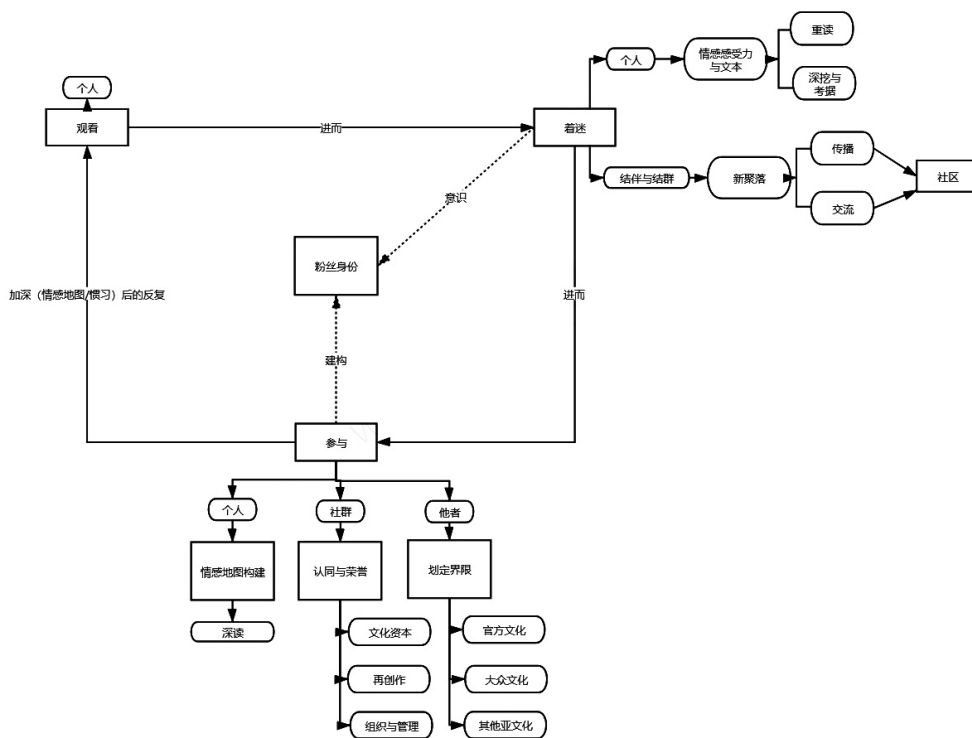 重读
个人
情感感受力
与文本
深挖与
考据
个人
观看
进而
着迷
传播
结伴与结群
新聚落
社区
交流
意识
粉丝身份
加深（情感地图/惯习）后的反复
进而
建构
参与
个人
社群
他者
情感地图构建
认同与荣誉
划定界限
深读
文化资本
官方文化
再创作
大众文化
组织与管理
其他亚文化